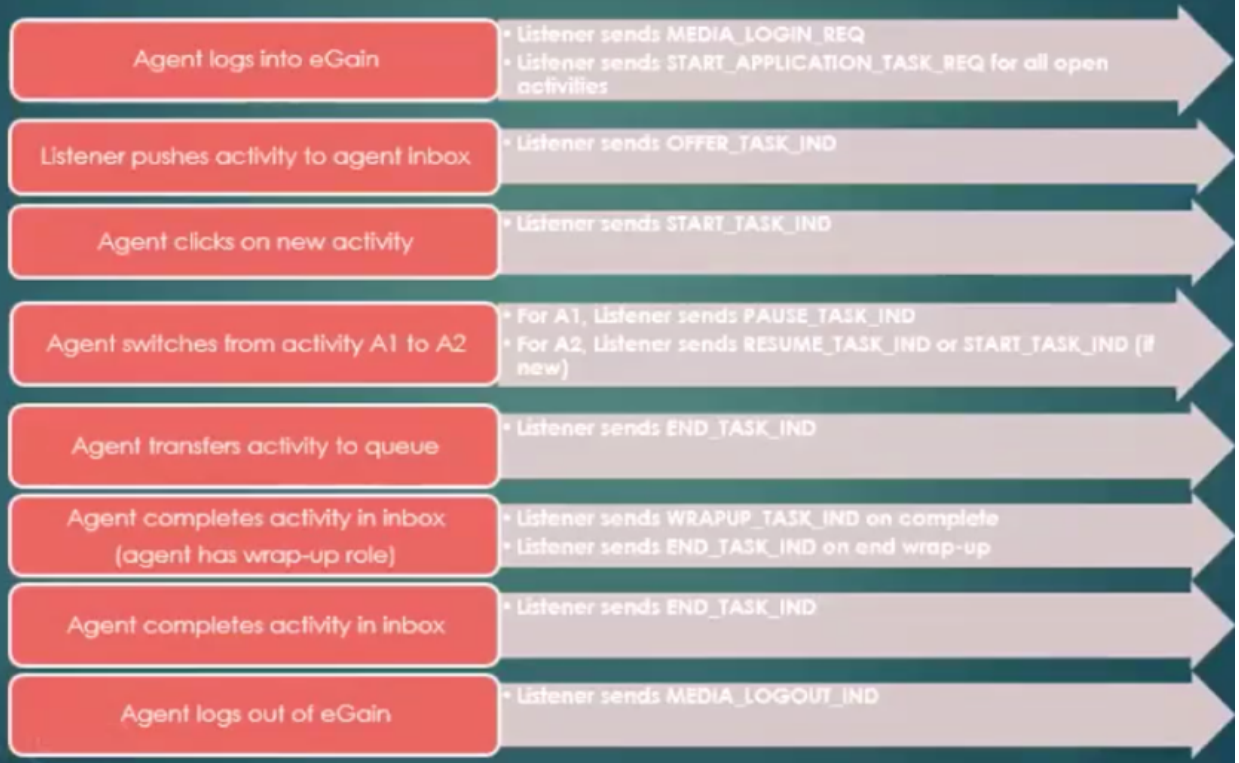 Agent logs into eGain
• Listener sends MEDIA_LOGIN_REQ
• Listener sends START_APPLICATION_TASK_REQ for all open
activities
Listener pushes activity to agent inbox
• Listener sends OFFER_TASK_IND
Agent clicks on new activity
• Listener sends START_TASK_IND
Agent switches from activity A1 to A2
• For A1, Listener sends PAUSE_TASK_IND
• For A2, Listener sends RESUME_TASK_IND or START_TASK_IND (if
new)
Agent transfers activity to queue
• Listener sends END_TASK_IND
Agent completes activity in inbox
(agent has wrap-up role)
• Listener sends WRAPUP_TASK_IND on complete
• Listener sends END_TASK_IND on end wrap-up
Agent completes activity in inbox
• Listener sends END_TASK_IND
Agent logs out of eGain
• Listener sends MEDIA_LOGOUT_IND